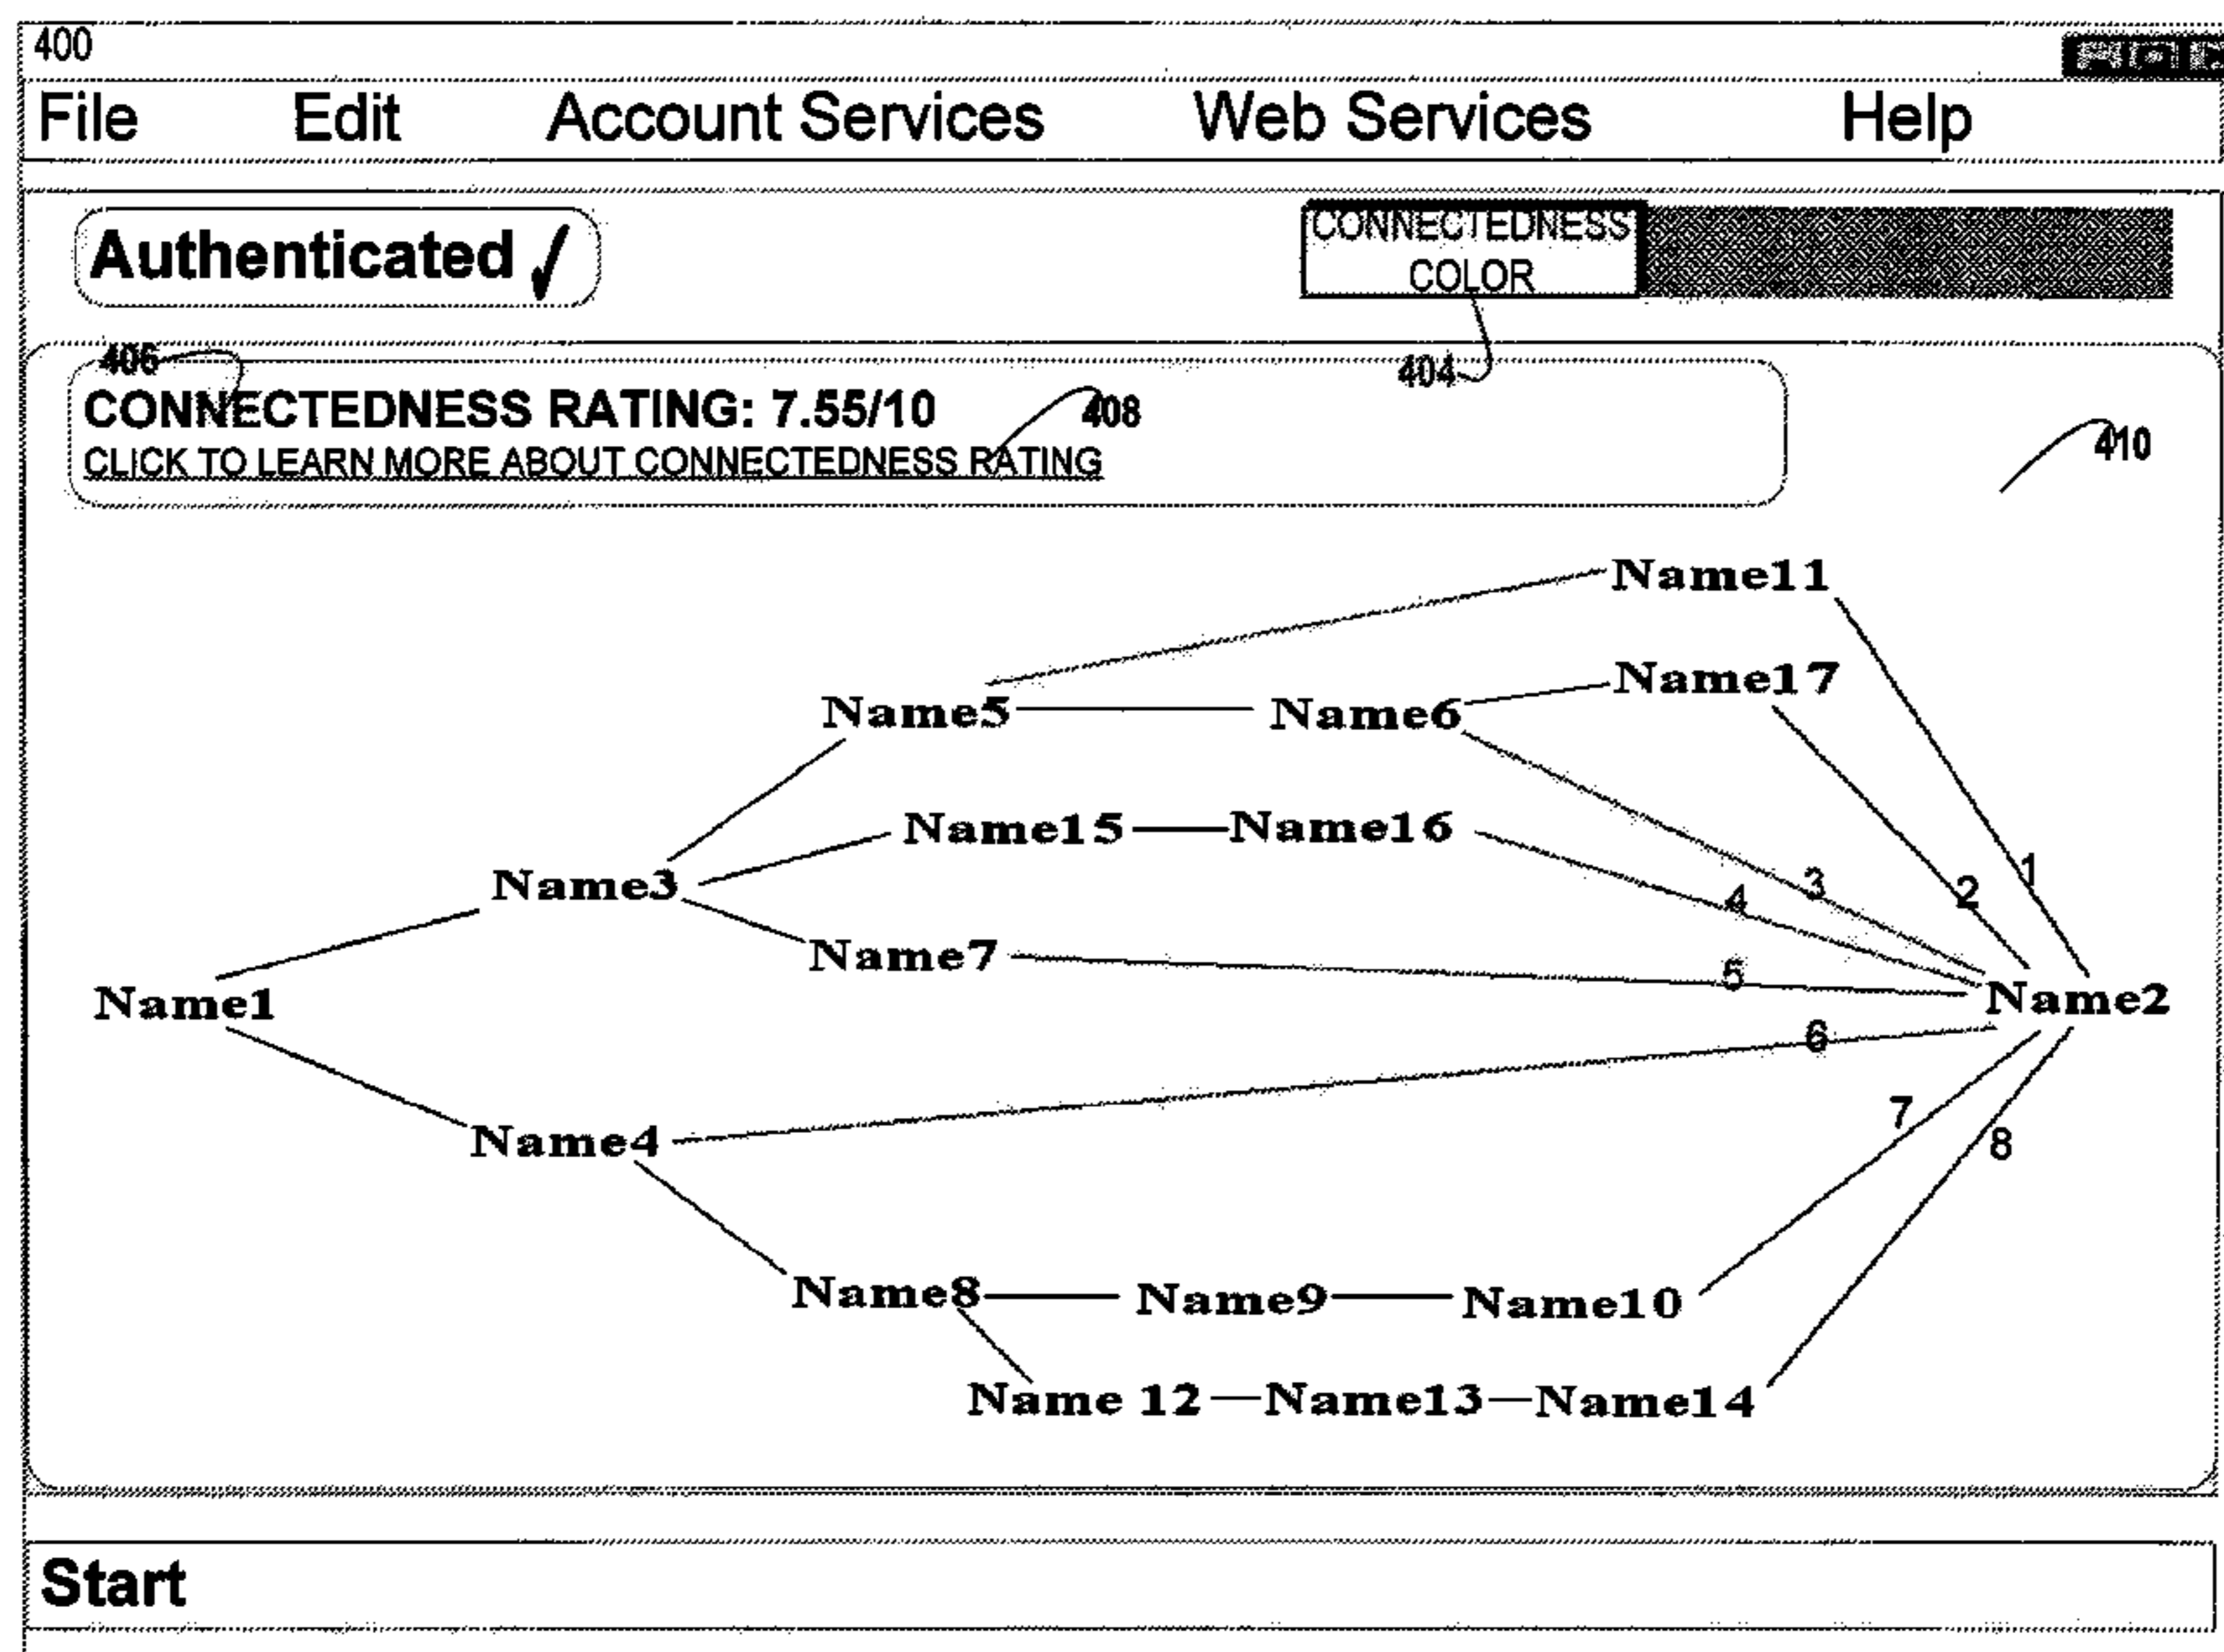 400
File Edit Account Services Web Services Help
Authenticated ✓
CONNECTEDNESS
COLOR
406
404
CONNECTEDNESS RATING: 7.55/10
408
CLICK TO LEARN MORE ABOUT CONNECTEDNESS RATING
410
Name11
Name17
Name5 Name6
Name15 Name16
Name3
1
2
3
4
Name7
5
Name1
Name2
6
7
Name4
8
Name8 Name9 Name10
Name 12 Name13 Name14
Start